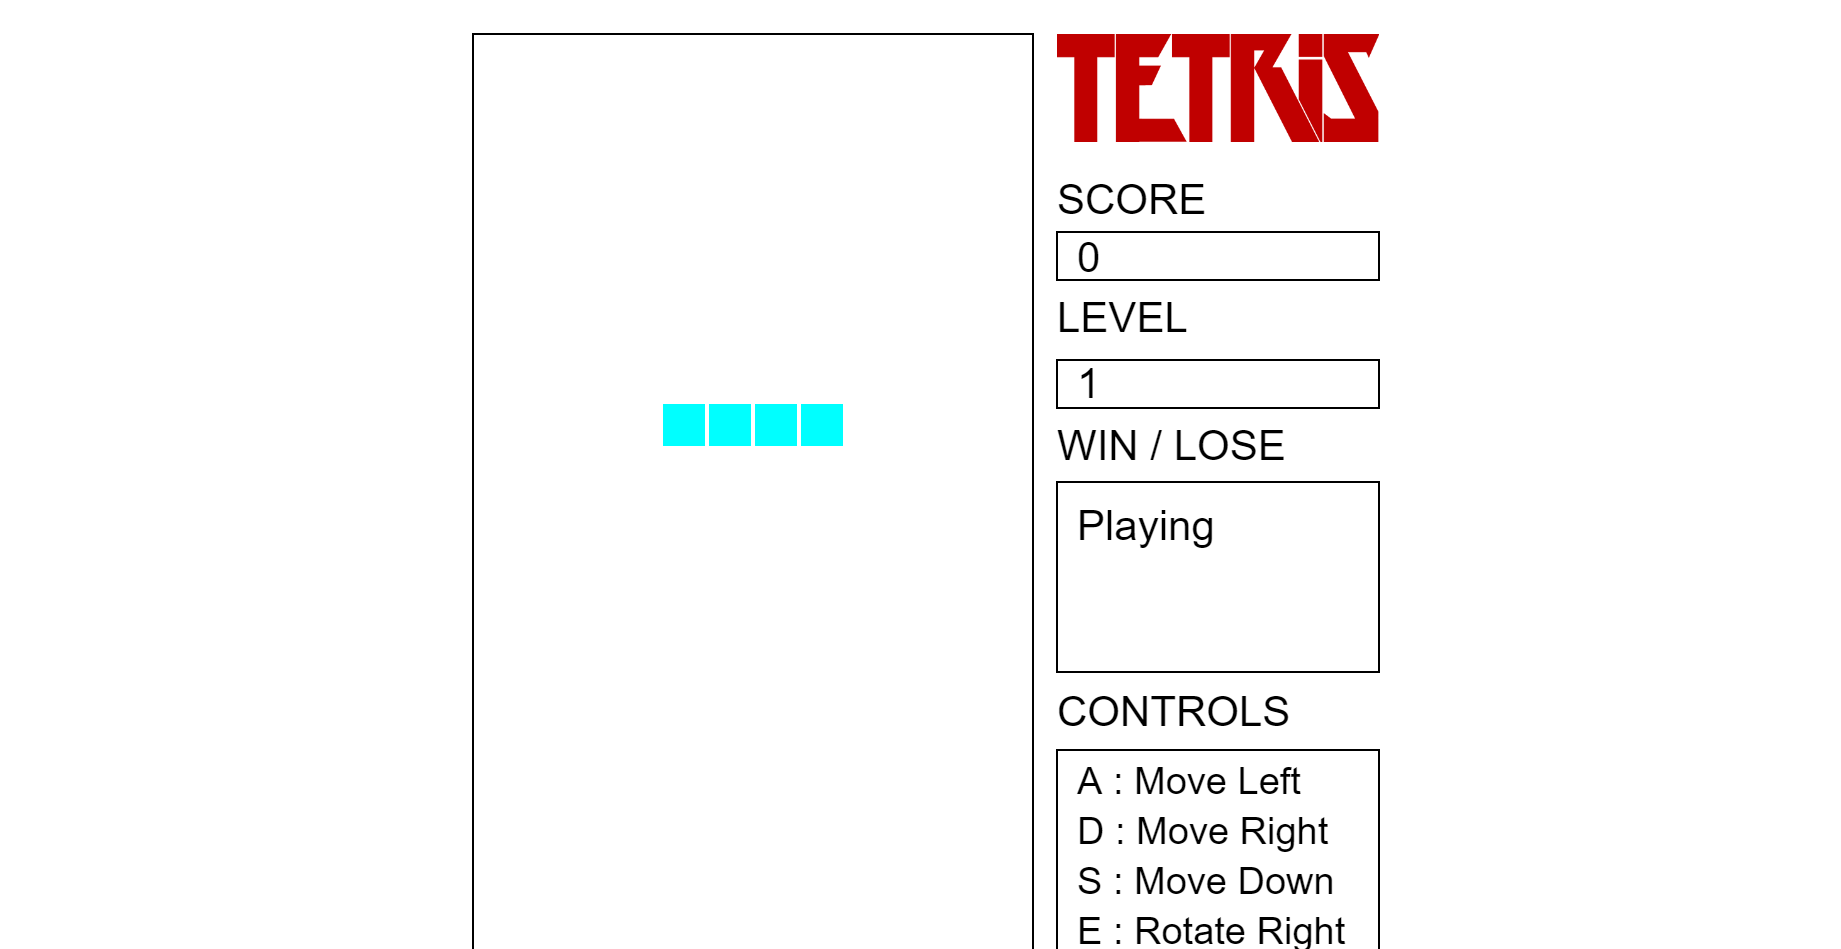 TETRiS
SCORE
0
LEVEL
1
WIN / LOSE
Playing
CONTROLS
A : Move Left
D : Move Right
S : Move Down
E : Rotate Right